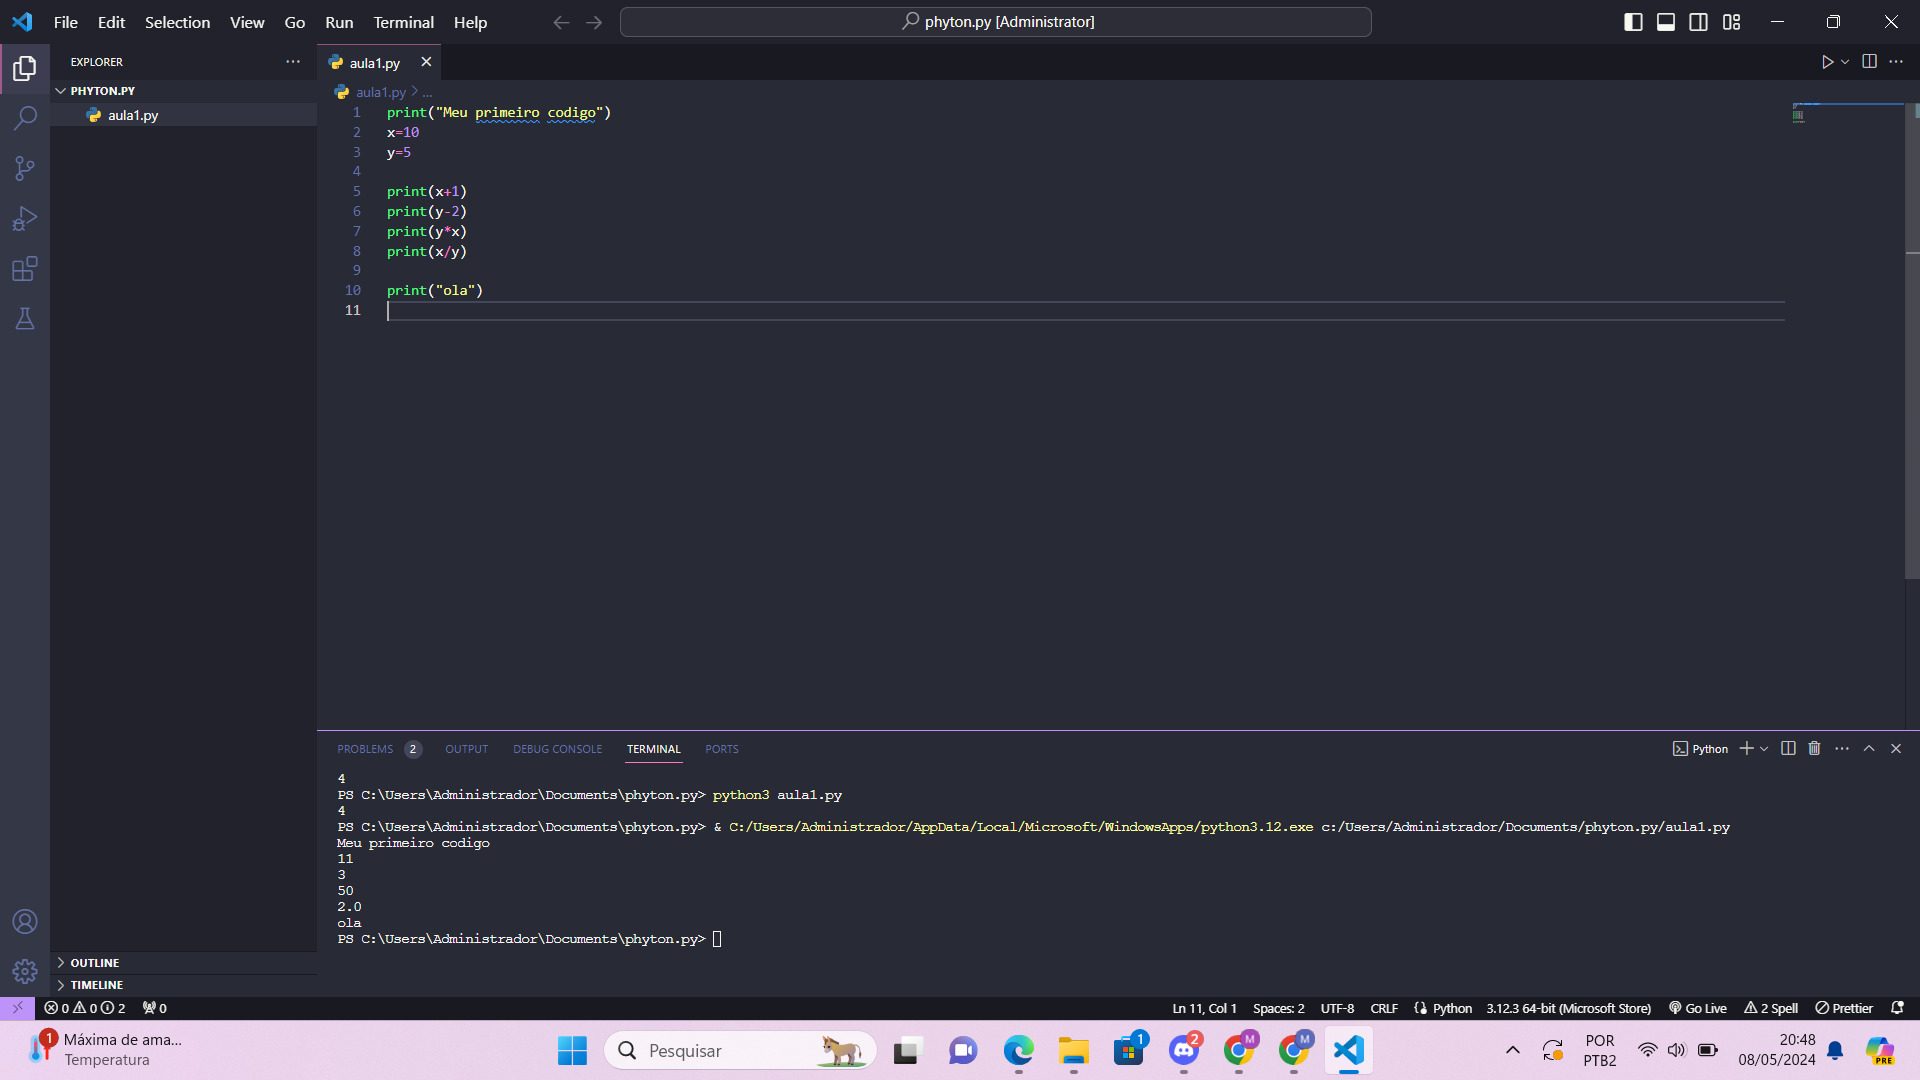 File Edit Selection View Go Run Terminal Help
phyton.py [Administrator]
EXPLORER
PHYTON.PY
aula1.py
OUTLINE
TIMELINE
aula1.py
aula1.py > ...
1 print("Meu primeiro codigo")
2 x=10
3 y=5
4
5 print(x+1)
6 print(y-2)
7 print(y*x)
8 print(x/y)
9
10 print("ola")
11
PROBLEMS 2 OUTPUT DEBUG CONSOLE TERMINAL PORTS
Python
4
PS C:\Users\Administrador\Documents\phyton.py> python3 aula1.py
4
PS C:\Users\Administrador\Documents\phyton.py> & C:/Users/Administrador/AppData/Local/Microsoft/WindowsApps/python3.12.exe c:/Users/Administrador/Documents/phyton.py/aula1.py
Meu primeiro codigo
11
3
50
2.0
ola
PS C:\Users\Administrador\Documents\phyton.py>
0 0 2 0
Ln 11, Col 1 Spaces: 2 UTF-8 CRLF Python 3.12.3 64-bit (Microsoft Store) Go Live 2 Spell Prettier
1 Máxima de ama...
Temperatura
Pesquisar
1
2
M
M
POR
PTB2
20:48
08/05/2024
PRE